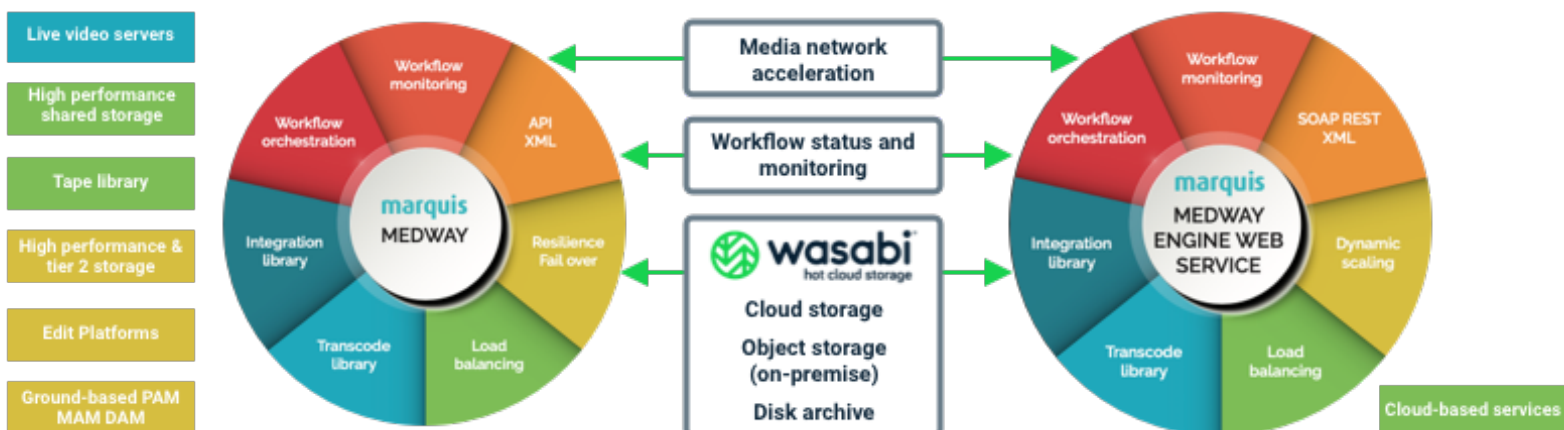 Live video servers
High performance
shared storage
Tape library
High performance &
tier 2 storage
Edit Platforms
Ground-based PAM
MAM DAM
Workflow
monitoring
API
XML
Resilience
Fail over
Load
balancing
Transcode
library
Integration
library
Workflow
orchestration
marquis
MEDWAY
Media network
acceleration
Workflow status and
monitoring
wasabi
hot cloud storage
Cloud storage
Object storage
(on-premise)
Disk archive
Workflow
monitoring
SOAP REST
XML
Dynamic
scaling
Load
balancing
Transcode
library
Integration
library
Workflow
orchestration
marquis
MEDWAY
ENGINE WEB
SERVICE
Cloud-based services